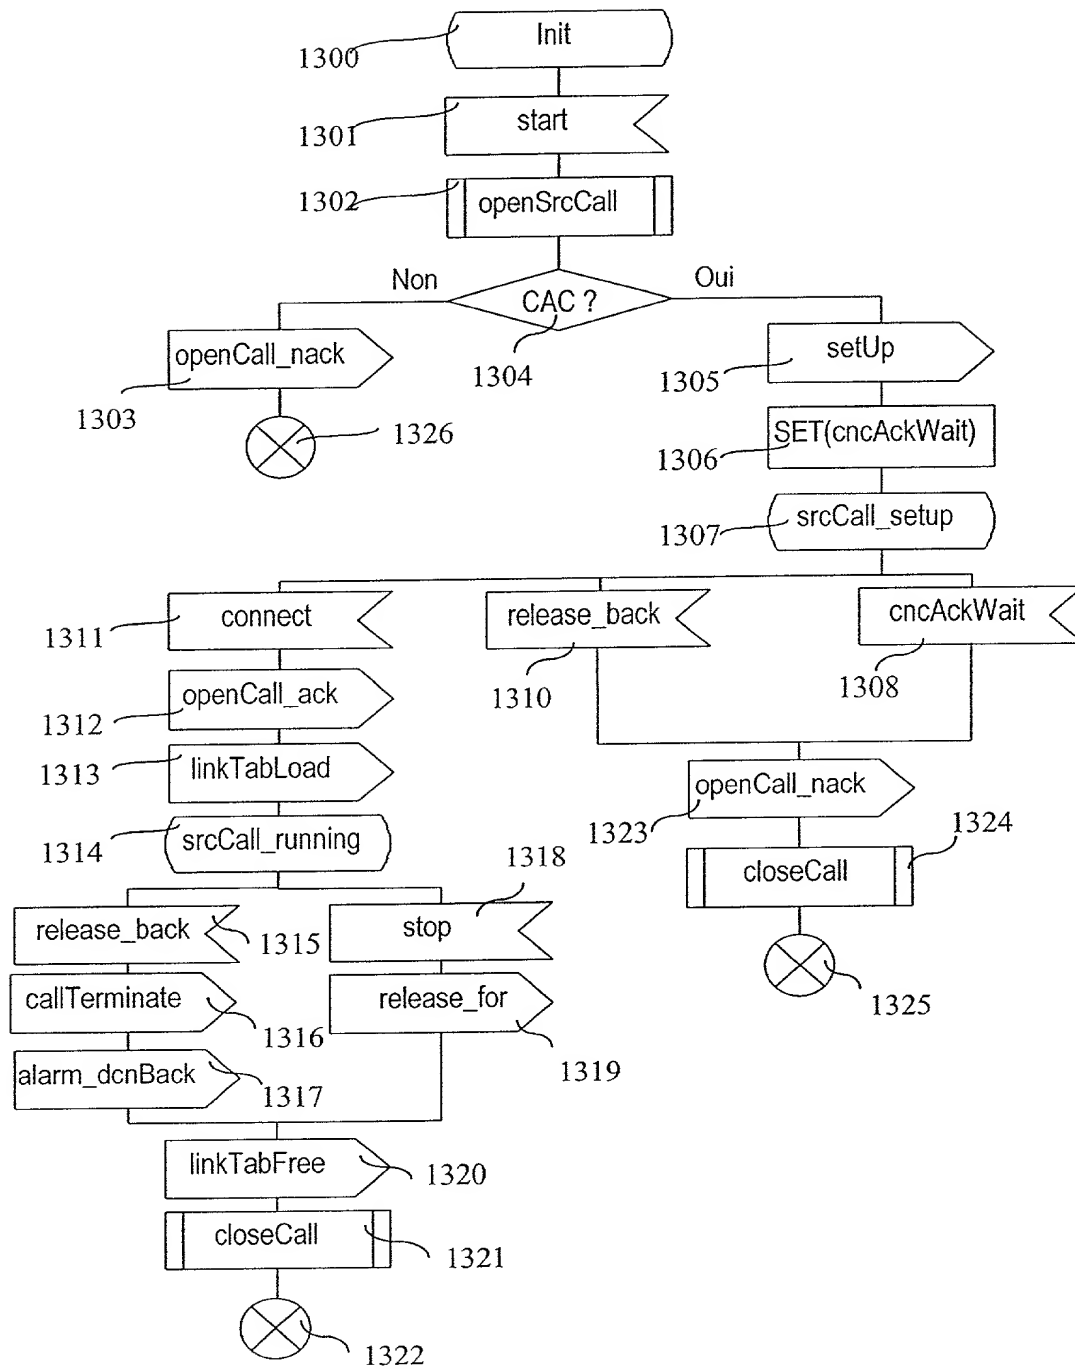 Init
1300
start
1301
openSrcCall
1302
Non
Oui
CAC ?
1304
openCall_nack
1303
1326
setUp
1305
SET(cncAckWait)
1306
srcCall_setup
1307
connect
1311
release_back
1310
cncAckWait
1308
openCall_ack
1312
linkTabLoad
1313
srcCall_running
1314
openCall_nack
1323
1324
closeCall
1325
release_back
1315
1318
stop
callTerminate
1316
release_for
1319
alarm_dcnBack
1317
linkTabFree
1320
closeCall
1321
1322